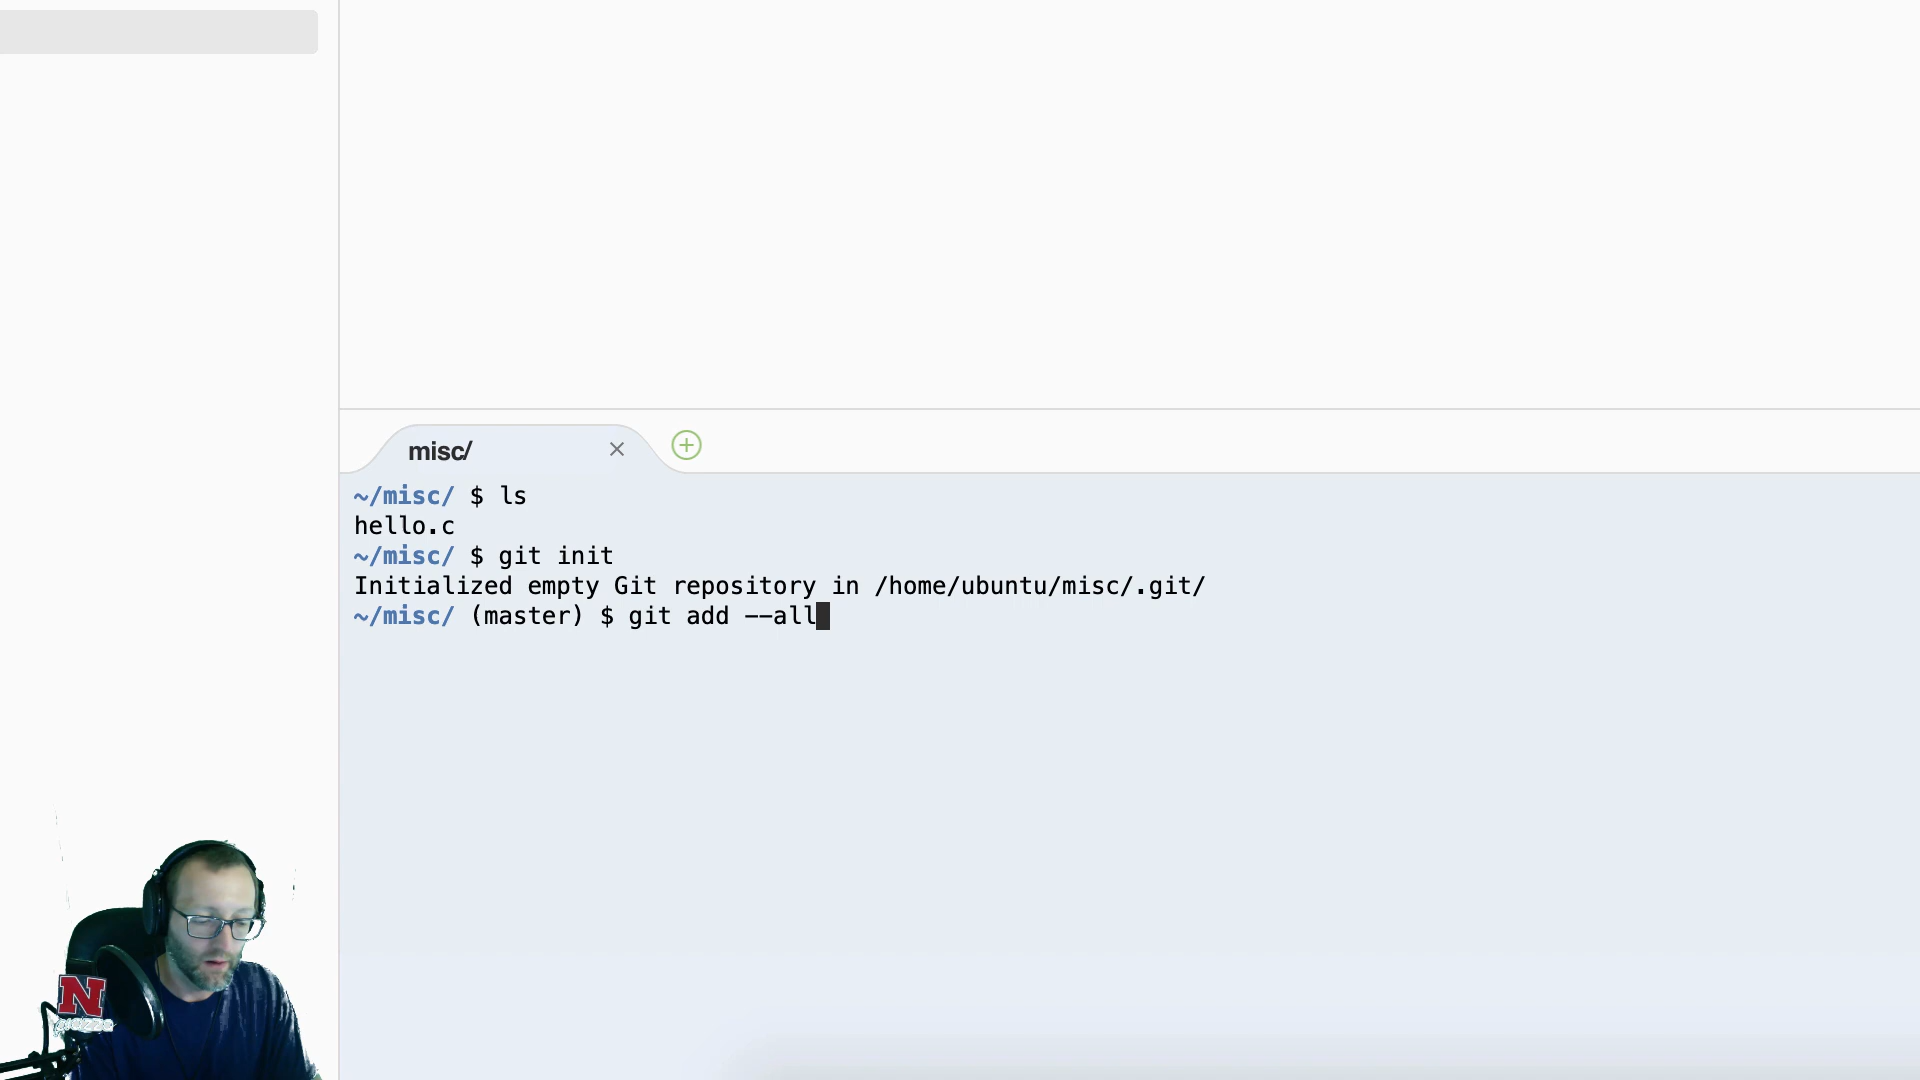 misc/
~/misc/ $ ls
hello.c
~/misc/ $ git init
Initialized empty Git repository in /home/ubuntu/misc/.git/
~/misc/ (master) $ git add --all
N